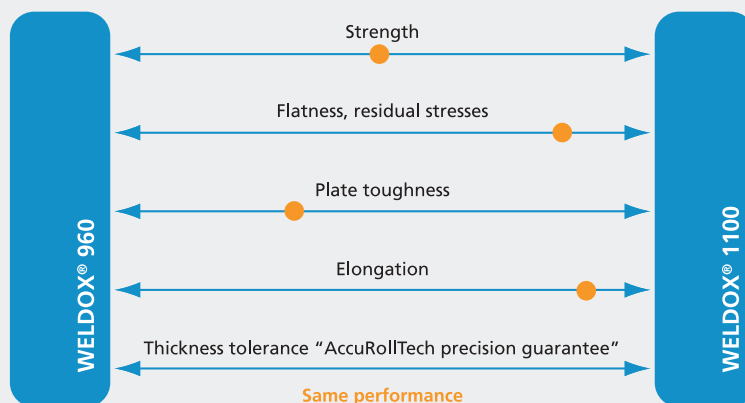 Strength
Flatness, residual stresses
Plate toughness
Elongation
Thickness tolerance “AccuRollTech precision guarantee”
Same performance
WELDOX® 960
WELDOX® 1100